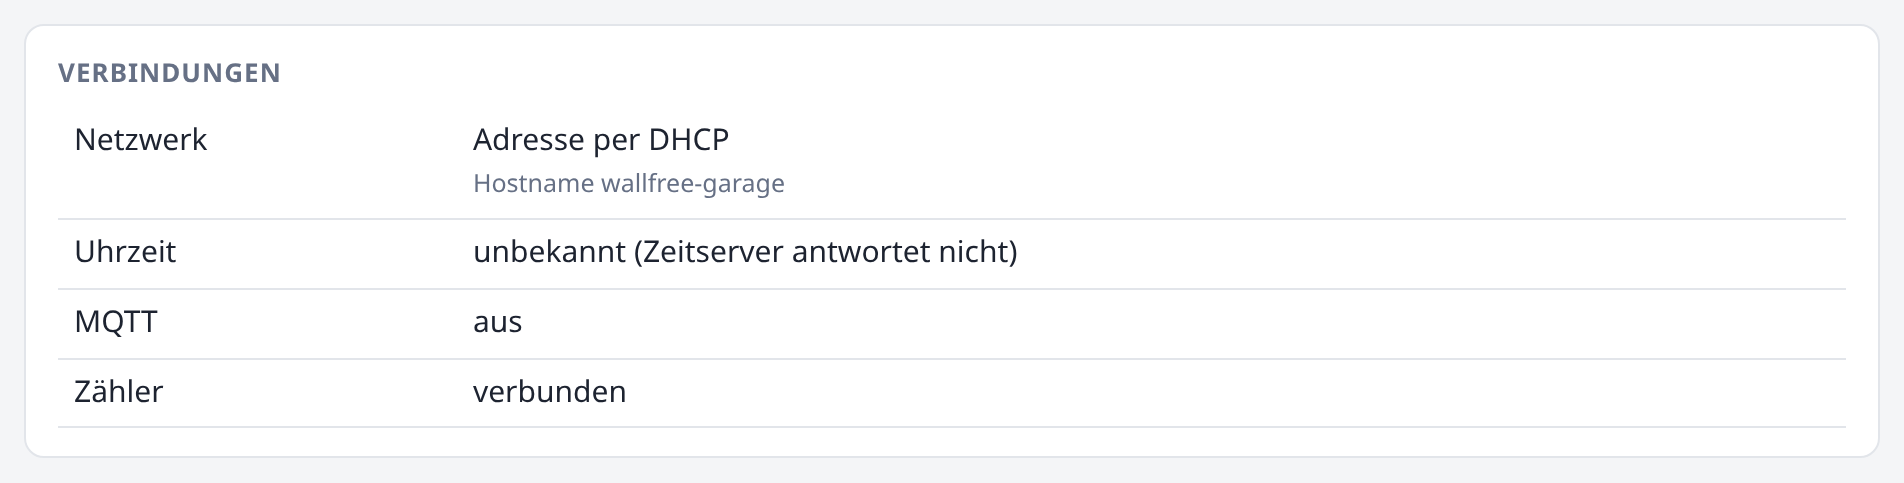 VERBINDUNGEN
Netzwerk Adresse per DHCP
Hostname wallfree-garage
Uhrzeit unbekannt (Zeitserver antwortet nicht)
MQTT aus
Zähler verbunden